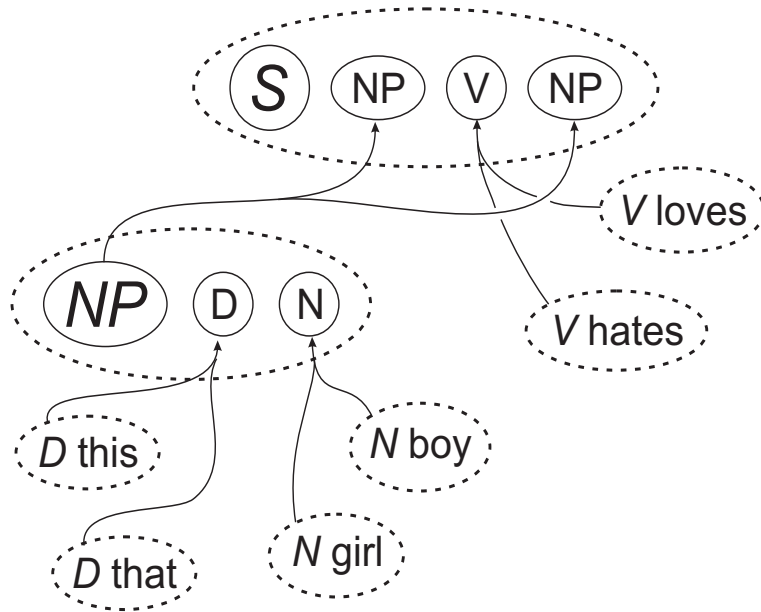 S NP V NP
V loves
NP D N
V hates
D this
N boy
D that
N girl